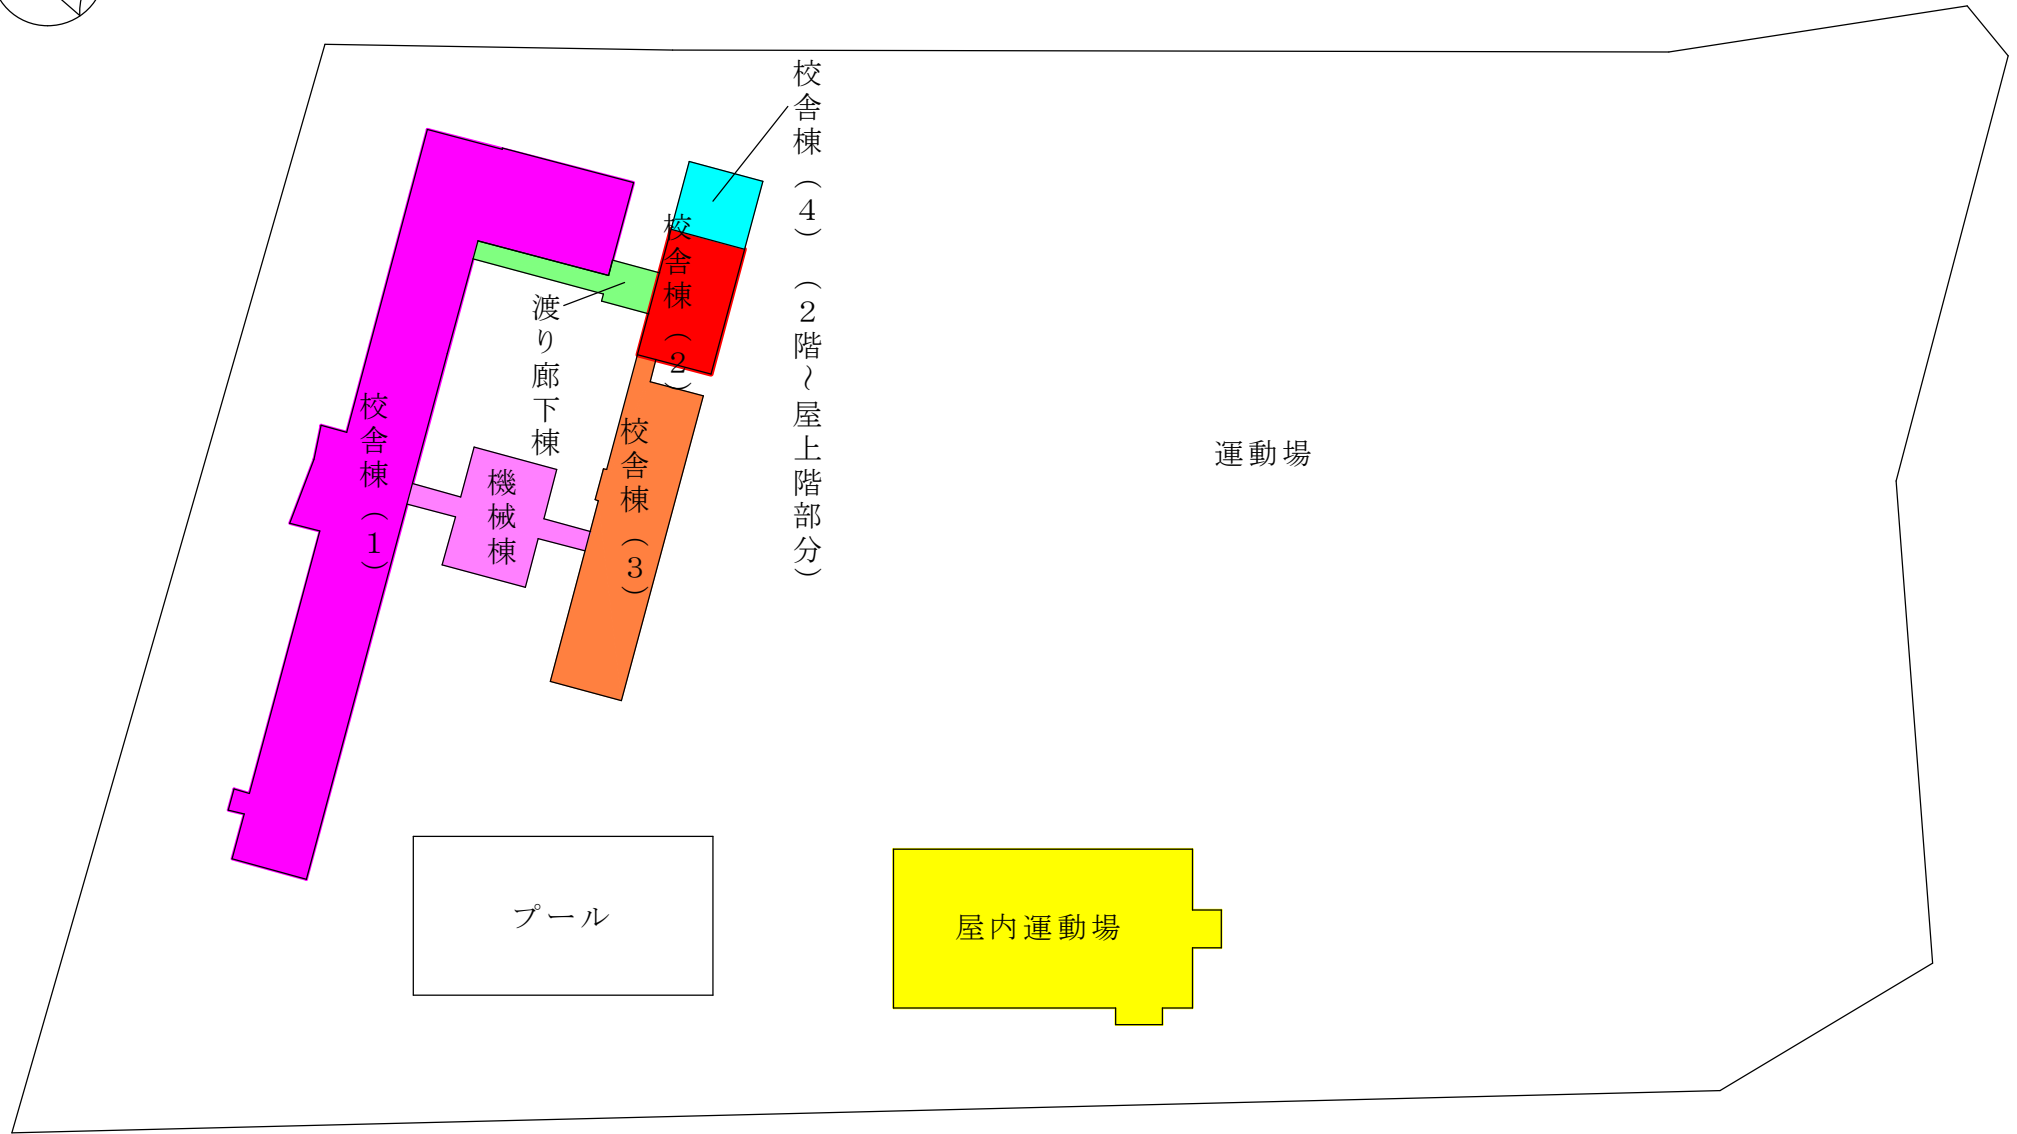 校舎棟（４）（２階～屋上階部分）
校舎棟（２）
渡り廊下棟
校舎棟（１）
校舎棟（３）
機械棟
運動場
プール
屋内運動場